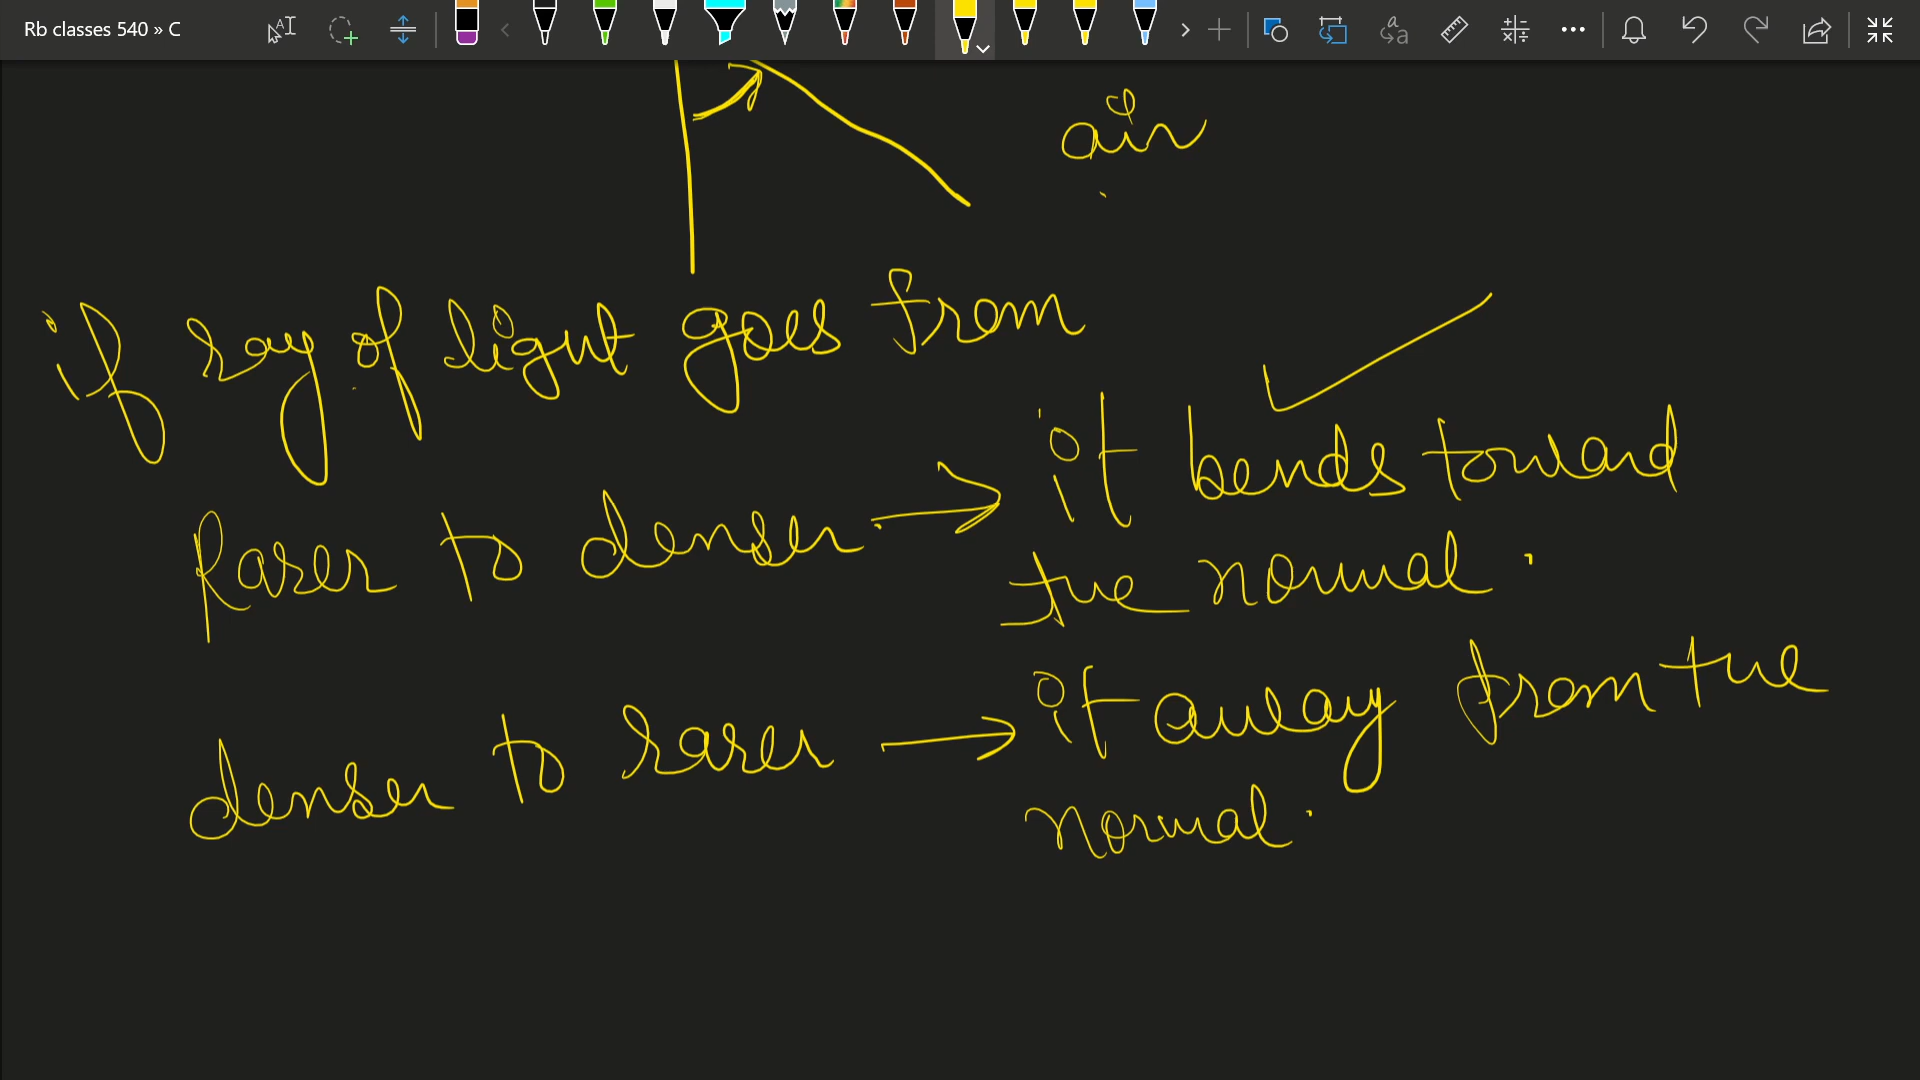 Rb classes 540 » C
air
if ray of light goes from
Rarer to denser → it bends toward
the normal.
denser to rarer → it away from the
normal.